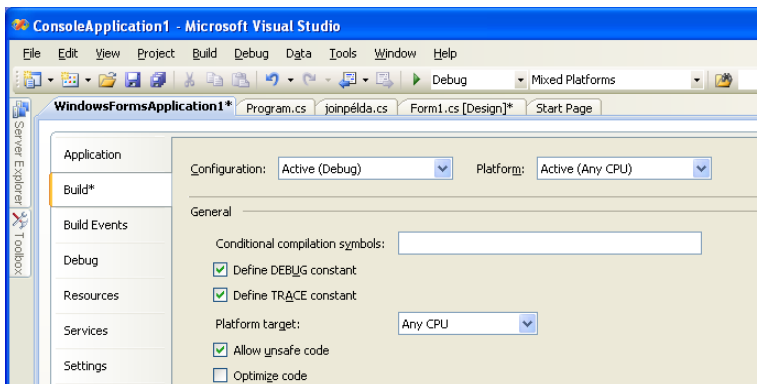 ConsoleApplication1 - Microsoft Visual Studio
File Edit View Project Build Debug Data Tools Window Help
Debug Mixed Platforms
WindowsFormsApplication1* Program.cs joinpélda.cs Form1.cs [Design]* Start Page
Server Explorer
Toolbox
Application
Configuration: Active (Debug) Platform: Active (Any CPU)
Build*
General
Build Events
Conditional compilation symbols:
Debug
Define DEBUG constant
Resources
Define TRACE constant
Services
Platform target: Any CPU
Allow unsafe code
Settings
Optimize code